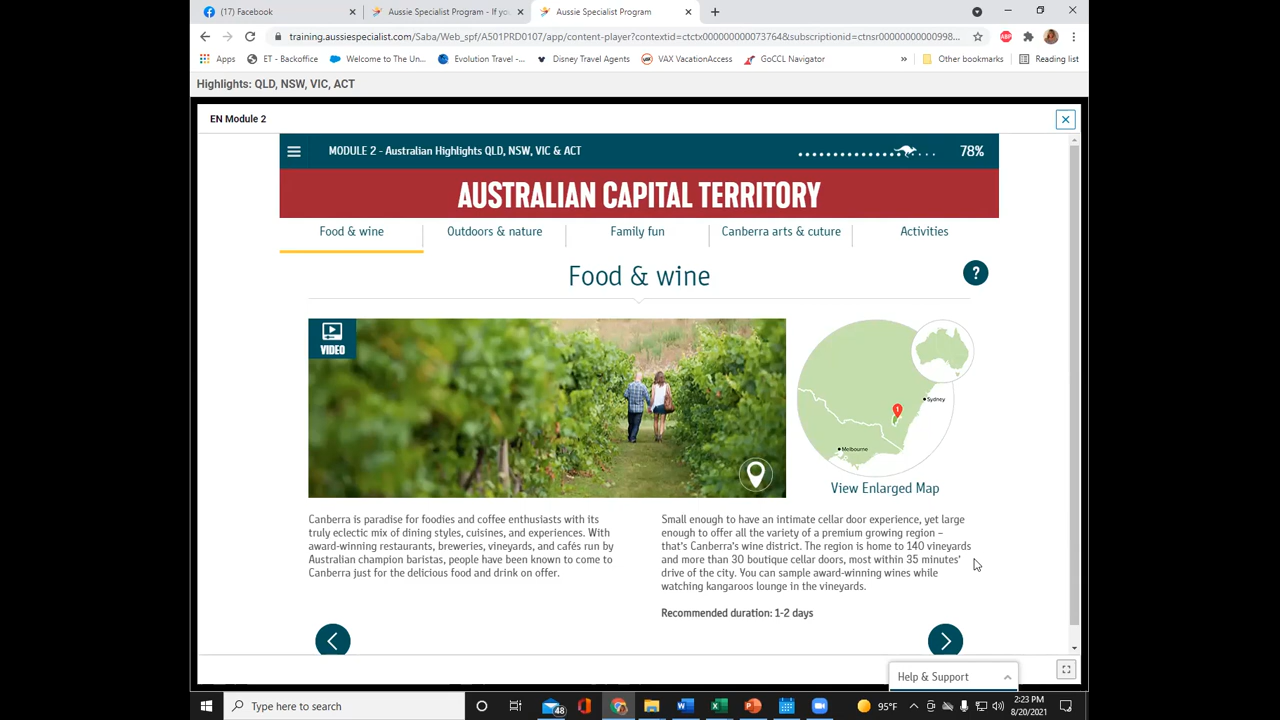 (17) Facebook
Aussie Specialist Program - If yo
Aussie Specialist Program
training.aussiespecialist.com/Saba/Web_spf/A501PRD0107/app/content-player?contextid=ctctx000000000073764&subscriptionid=ctnsr00000000000998...
ABP
Apps
ET - Backoffice
Welcome to The Un...
Evolution Travel -...
Disney Travel Agents
VAX VacationAccess
GoCCL Navigator
»
Other bookmarks
Reading list
Highlights: QLD, NSW, VIC, ACT
EN Module 2
MODULE 2 - Australian Highlights QLD, NSW, VIC & ACT
78%
AUSTRALIAN CAPITAL TERRITORY
Food & wine
Outdoors & nature
Family fun
Canberra arts & cuture
Activities
Food & wine
?
VIDEO
1
Sydney
Melbourne
View Enlarged Map
Canberra is paradise for foodies and coffee enthusiasts with its
truly eclectic mix of dining styles, cuisines, and experiences. With
award-winning restaurants, breweries, vineyards, and cafés run by
Australian champion baristas, people have been known to come to
Canberra just for the delicious food and drink on offer.
Small enough to have an intimate cellar door experience, yet large
enough to offer all the variety of a premium growing region –
that's Canberra's wine district. The region is home to 140 vineyards
and more than 30 boutique cellar doors, most within 35 minutes'
drive of the city. You can sample award-winning wines while
watching kangaroos lounge in the vineyards.
Recommended duration: 1-2 days
Help & Support
Type here to search
48
95°F
2:23 PM
8/20/2021